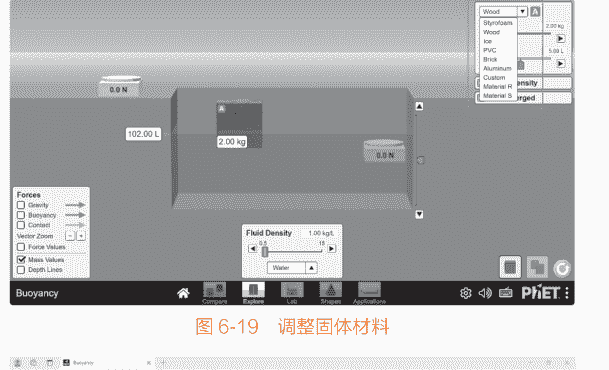 Wood
A
Styrofoam
Wood
Ice
PVC
Brick
Aluminum
Custom
Material R
Material S
2.00 kg
5.00 L
ensity
erged
0.0 N
102.00 L
A
2.00 kg
0.0 N
Forces
Gravity
Buoyancy
Contact
Vector Zoom
Force Values
Mass Values
Depth Lines
Fluid Density 1.00 kg/L
0.5 15
Water
Buoyancy
Compare Explore Lab Shapes Applications
PhET
图 6-19 调整固体材料
Buoyancy